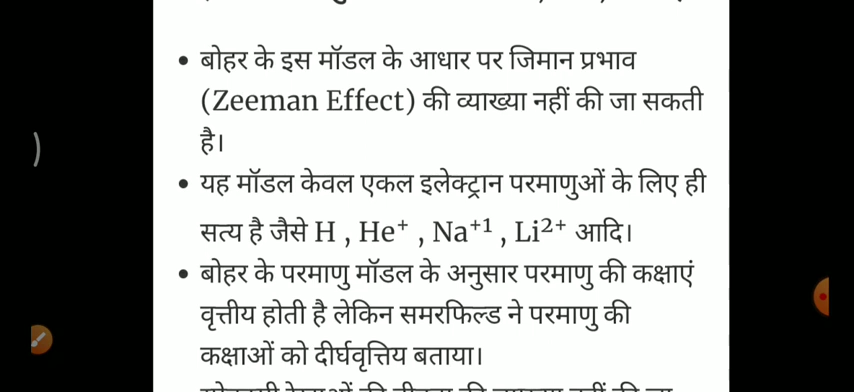 • बोहर के इस मॉडल के आधार पर जिमान प्रभाव
(Zeeman Effect) की व्याख्या नहीं की जा सकती
है।
• यह मॉडल केवल एकल इलेक्ट्रान परमाणुओं के लिए ही
सत्य है जैसे H , He⁺ , Na⁺¹ , Li²⁺ आदि।
• बोहर के परमाणु मॉडल के अनुसार परमाणु की कक्षाएं
वृत्तीय होती है लेकिन समरफिल्ड ने परमाणु की
कक्षाओं को दीर्घवृत्तिय बताया।